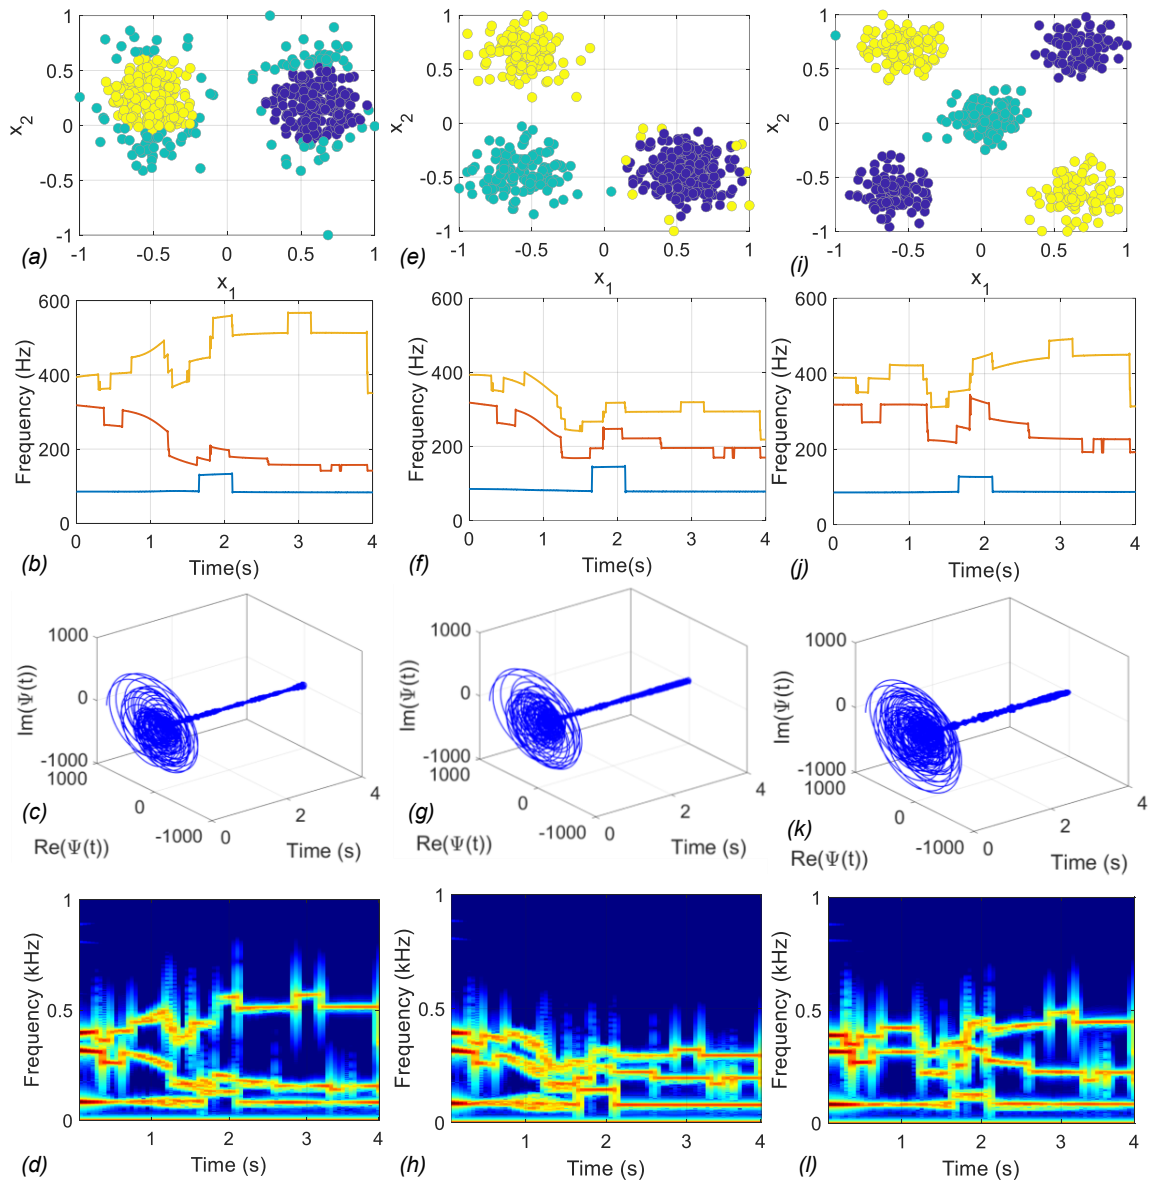 1
0.5
0
-0.5
-1
x2
-1 -0.5 0 0.5 1
x1
(a)
1
0.5
0
-0.5
-1
x2
-1 -0.5 0 0.5 1
x1
(e)
1
0.5
0
-0.5
-1
x2
-1 -0.5 0 0.5 1
(i)
600
400
200
0
Frequency (Hz)
0 1 2 3 4
Time(s)
(b)
600
400
200
0
Frequency (Hz)
0 1 2 3 4
Time(s)
(f)
600
400
200
0
Frequency (Hz)
0 1 2 3 4
Time(s)
(j)
1000
0
-1000
Im(Ψ(t))
1000
0
-1000
Re(Ψ(t))
0 2 4
Time (s)
(c)
1000
0
-1000
Im(Ψ(t))
1000
0
-1000
Re(Ψ(t))
0 2 4
Time (s)
(g)
1000
0
-1000
Im(Ψ(t))
1000
0
-1000
Re(Ψ(t))
0 2 4
Time (s)
(k)
1
0.5
0
Frequency (kHz)
1 2 3 4
Time (s)
(d)
1
0.5
0
Frequency (kHz)
1 2 3 4
Time (s)
(h)
1
0.5
0
Frequency (kHz)
1 2 3 4
Time (s)
(l)